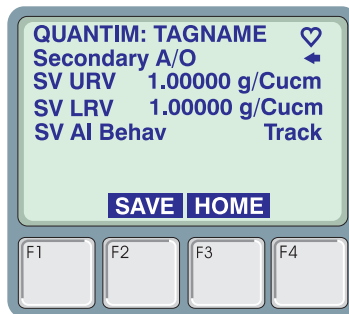 QUANTIM: TAGNAME
Secondary A/O
SV URV 1.00000 g/Cucm
SV LRV 1.00000 g/Cucm
SV AI Behav Track
SAVE HOME
F1 F2 F3 F4